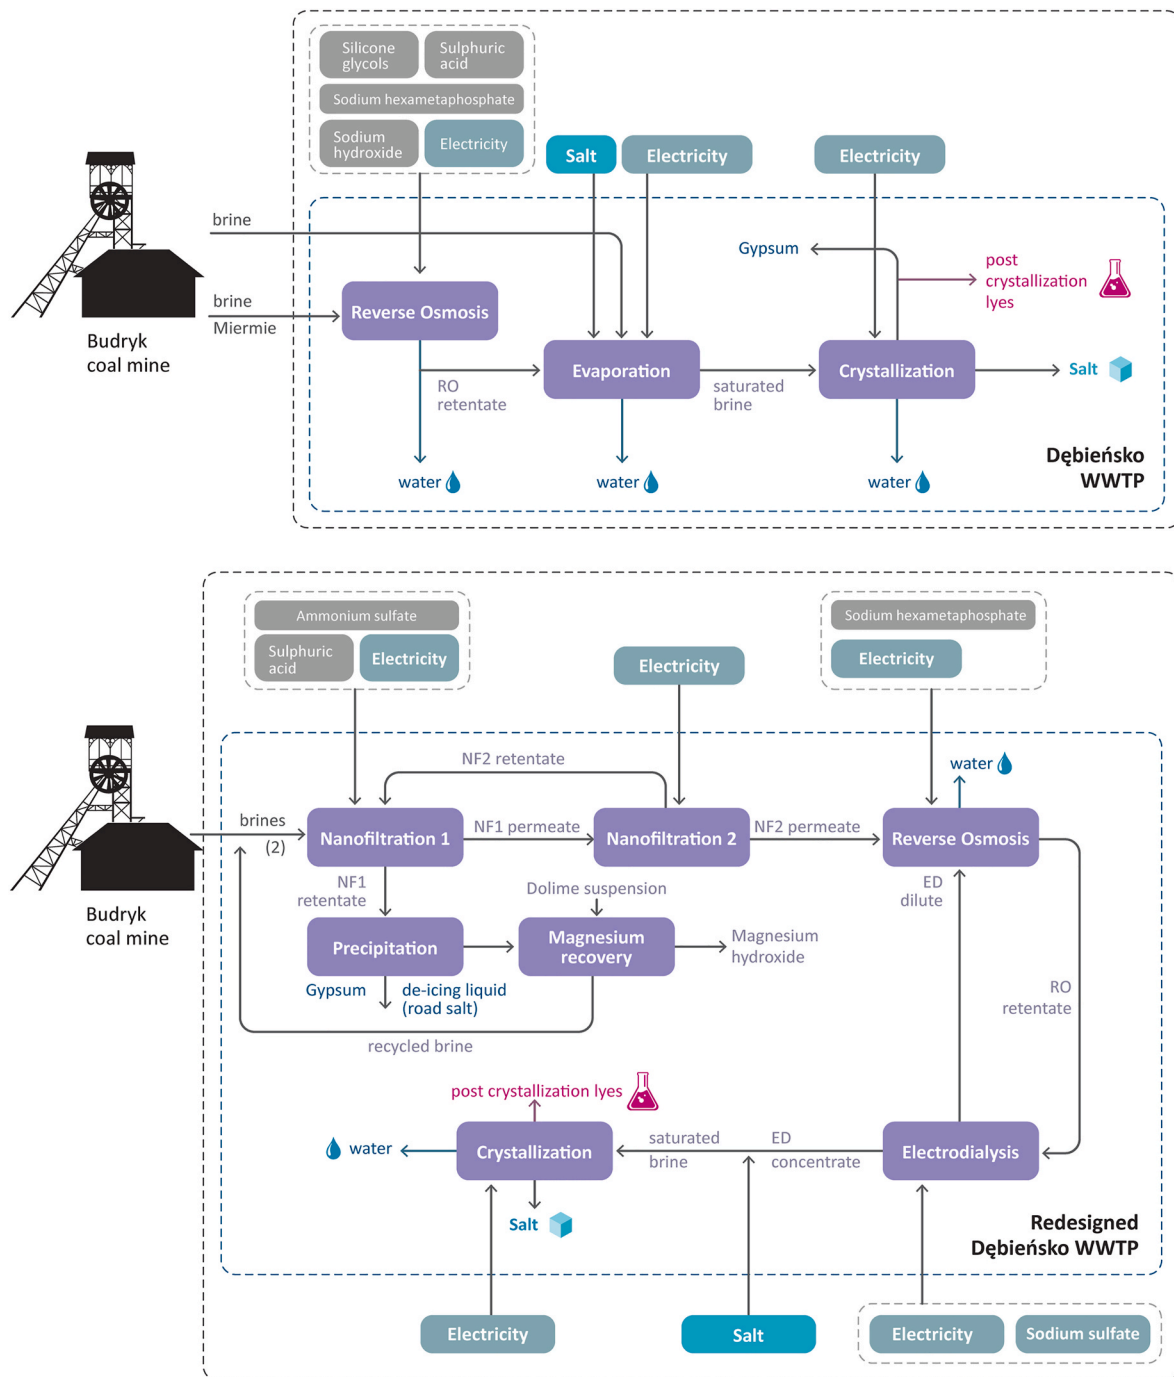 Silicone
glycols
Sulphuric
acid
Sodium hexametaphosphate
Sodium
hydroxide
Electricity
Salt
Electricity
Electricity
brine
Gypsum
post
crystallization
lyes
brine
Miermie
Reverse Osmosis
Budryk
coal mine
Evaporation
Crystallization
Salt
RO
retentate
saturated
brine
water
water
water
Dębieńsko
WWTP
Ammonium sulfate
Sulphuric
acid
Electricity
Electricity
Sodium hexametaphosphate
Electricity
NF2 retentate
water
brines
(2)
Nanofiltration 1
NF1 permeate
Nanofiltration 2
NF2 permeate
Reverse Osmosis
NF1
retentate
Dolime suspension
ED
dilute
Budryk
coal mine
Precipitation
Magnesium
recovery
Magnesium
hydroxide
Gypsum
de-icing liquid
(road salt)
RO
retentate
recycled brine
post crystallization lyes
water
Crystallization
saturated
brine
ED
concentrate
Electrodialysis
Salt
Redesigned
Dębieńsko WWTP
Electricity
Salt
Electricity
Sodium sulfate